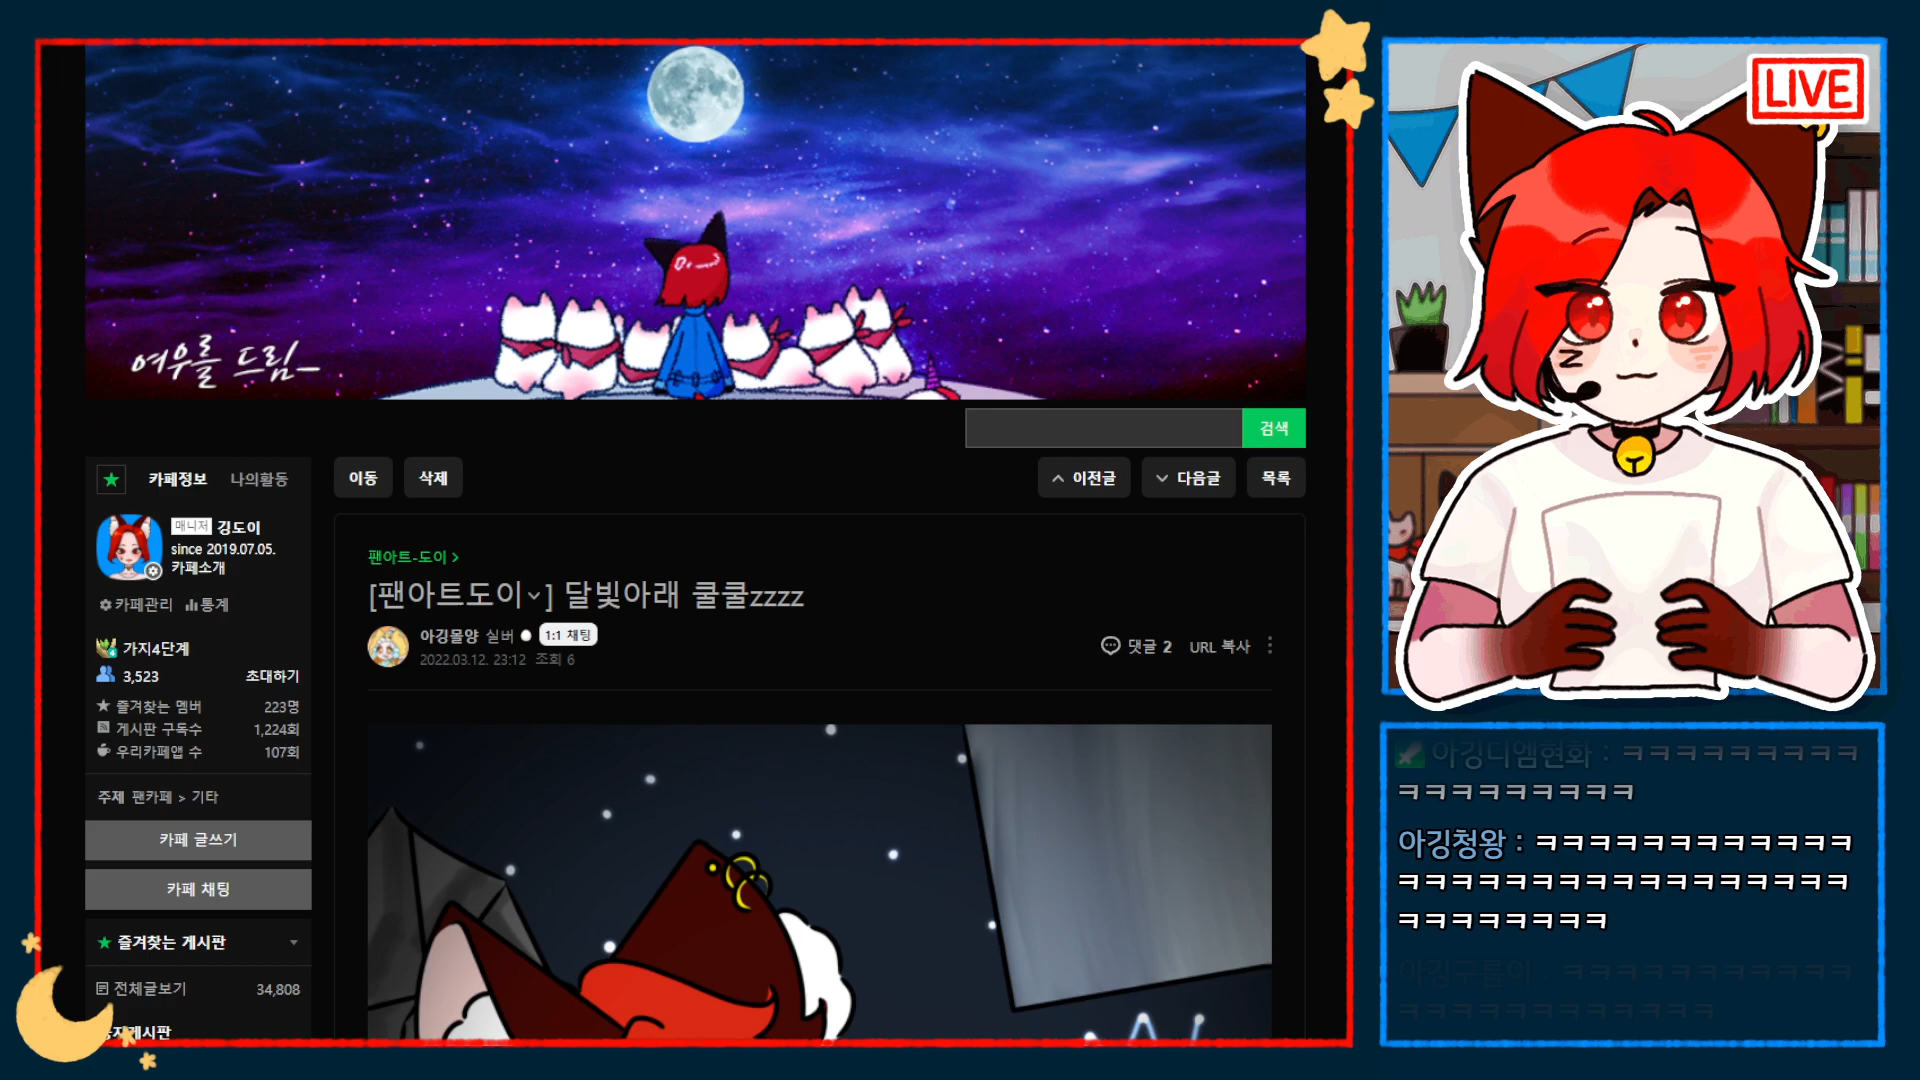 LIVE
여우를 드림_
검색
카페정보 나의활동
이동 삭제
이전글 다음글 목록
매니저 깅도이
since 2019.07.05.
카페소개
카페관리 통계
가지4단계
3,523 초대하기
즐겨찾는 멤버 223명
게시판 구독수 1,224회
우리카페앱 수 107회
주제 팬카페 > 기타
카페 글쓰기
카페 채팅
즐겨찾는 게시판
전체글보기 34,808
게시판
팬아트-도이 >
[팬아트도이] 달빛아래 쿨쿨zzzz
아깅몰양 실버 1:1 채팅
2022.03.12. 23:12 조회 6
댓글 2 URL 복사
아깅디엠현화 : ㅋㅋㅋㅋㅋㅋㅋㅋㅋ
ㅋㅋㅋㅋㅋㅋㅋㅋㅋ
아깅청왕 : ㅋㅋㅋㅋㅋㅋㅋㅋㅋㅋㅋㅋ
ㅋㅋㅋㅋㅋㅋㅋㅋㅋㅋㅋㅋㅋㅋㅋㅋㅋ
ㅋㅋㅋㅋㅋㅋㅋㅋ
ㅋㅋㅋㅋㅋㅋㅋㅋㅋㅋㅋ
ㅋㅋㅋㅋㅋㅋㅋㅋㅋㅋㅋㅋ